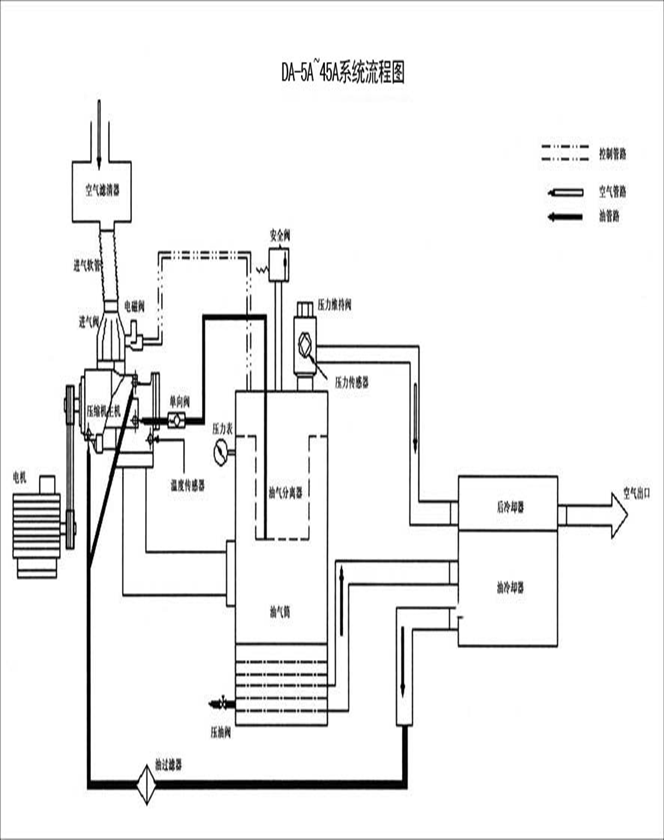 DA-5A~45A系统流程图
控制管路
空气管路
油管路
空气滤清器
安全阀
进气软管
电磁阀
压力维持阀
进气阀
压力传感器
单向阀
压缩机主机
压力表
电机
温度传感器
油气分离器
后冷却器
空气出口
油冷却器
油气筒
压油阀
油过滤器